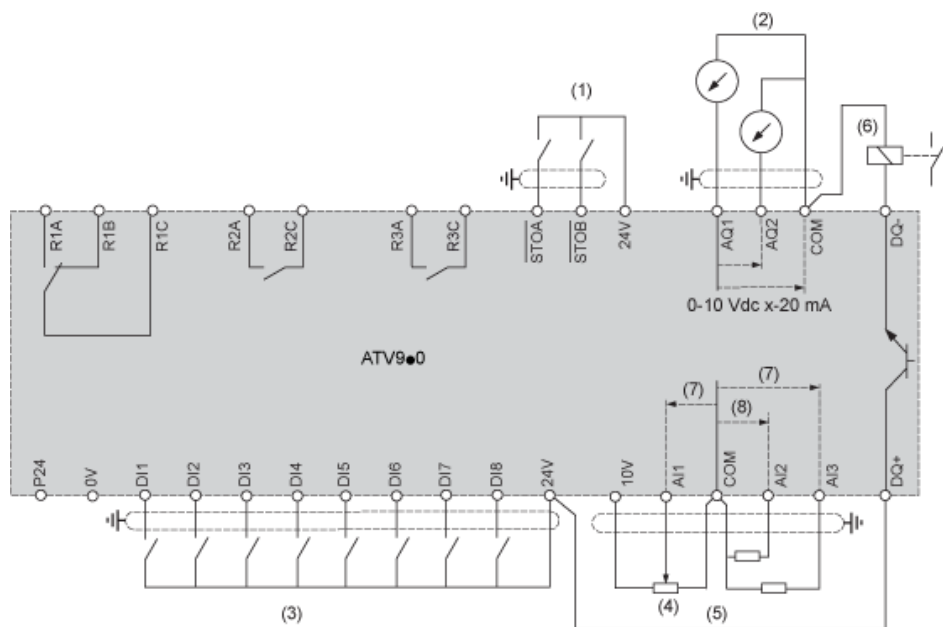 (2)
(1)
(6)
R1A
R1B
R1C
R2A
R2C
R3A
R3C
STOA
STOB
24V
AQ1
AQ2
COM
DQ-
0-10 Vdc x-20 mA
ATV9●0
(7)
(7)
(8)
P24
0V
DI1
DI2
DI3
DI4
DI5
DI6
DI7
DI8
24V
10V
AI1
COM
AI2
AI3
DQ+
(3)
(4)
(5)